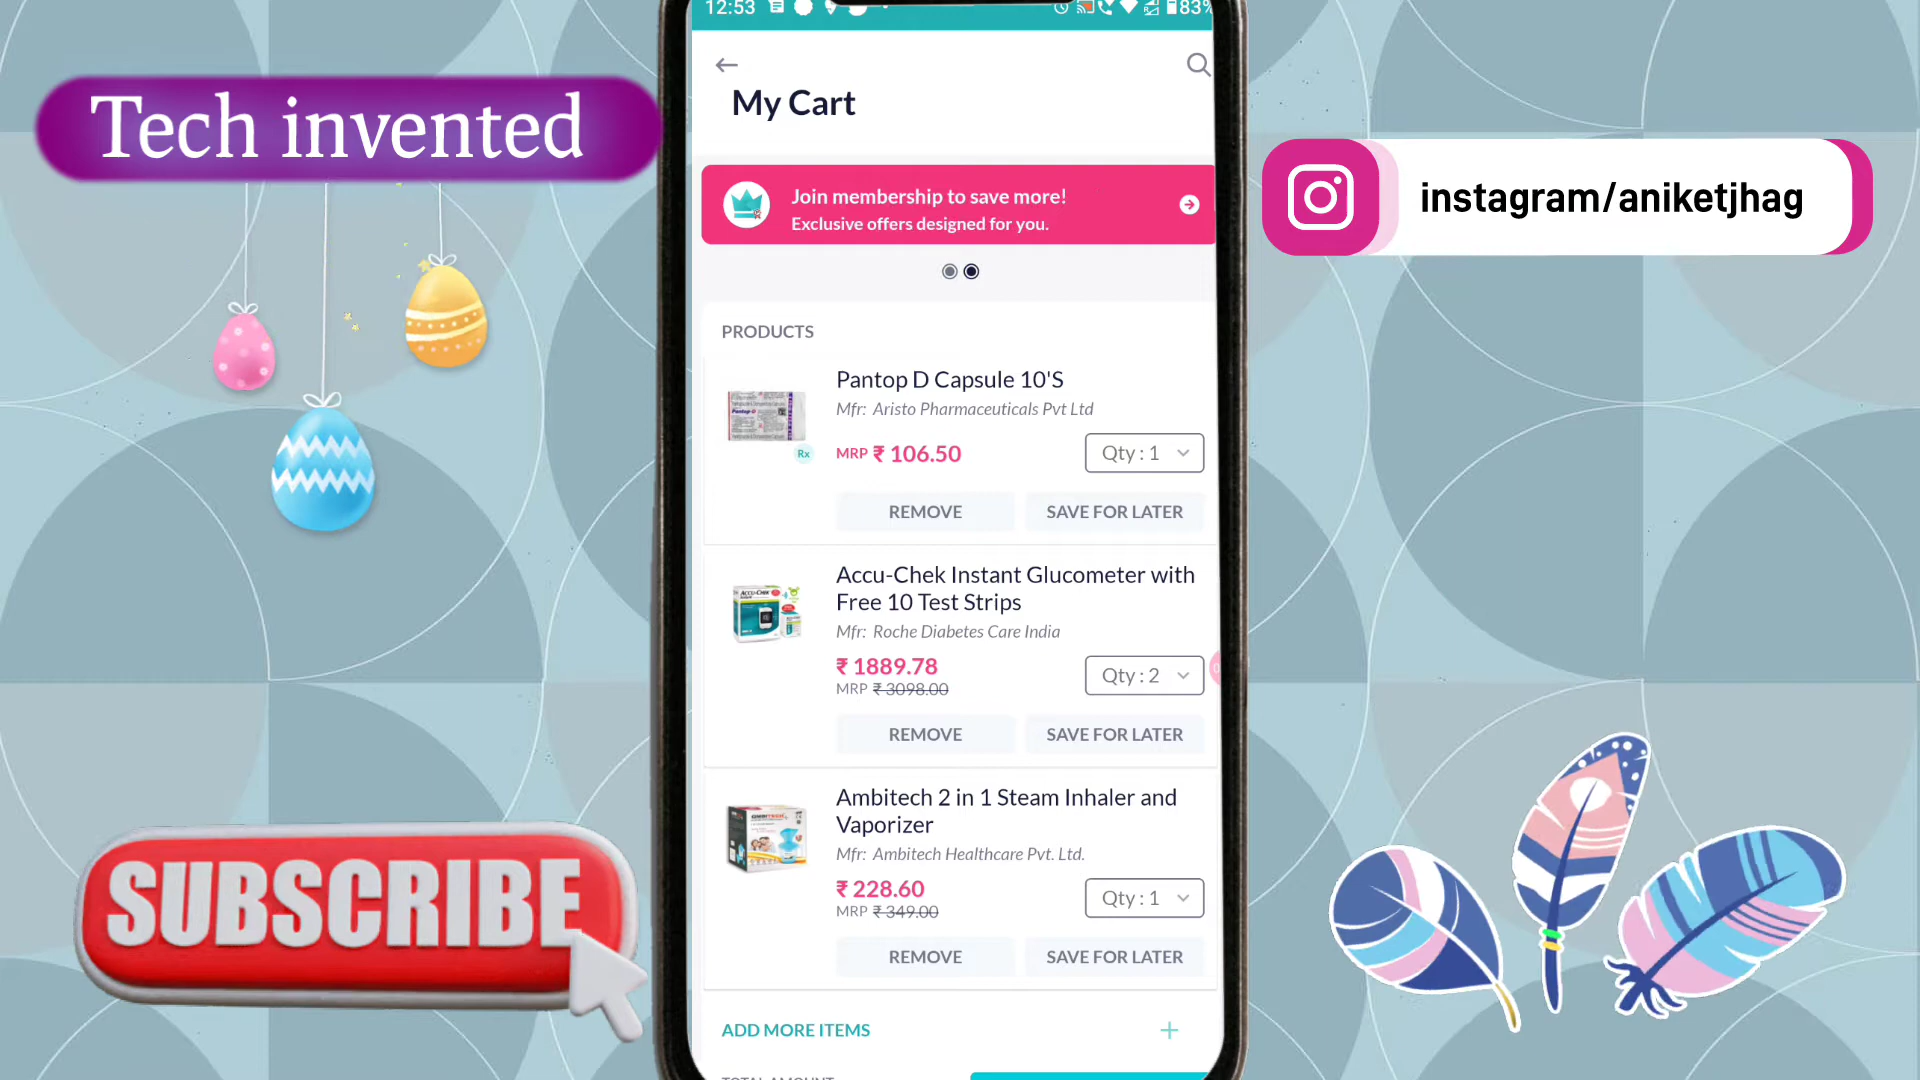 12:53
83%
Tech invented
My Cart
instagram/aniketjhag
Join membership to save more!
Exclusive offers designed for you.
PRODUCTS
Pantop D Capsule 10'S
Mfr: Aristo Pharmaceuticals Pvt Ltd
Rx
MRP ₹ 106.50
Qty : 1
REMOVE
SAVE FOR LATER
Accu-Chek Instant Glucometer with
Free 10 Test Strips
Mfr: Roche Diabetes Care India
₹ 1889.78
MRP ₹ 3098.00
Qty : 2
REMOVE
SAVE FOR LATER
Ambitech 2 in 1 Steam Inhaler and
Vaporizer
Mfr: Ambitech Healthcare Pvt. Ltd.
₹ 228.60
MRP ₹ 349.00
Qty : 1
REMOVE
SAVE FOR LATER
SUBSCRIBE
ADD MORE ITEMS
TOTAL AMOUNT